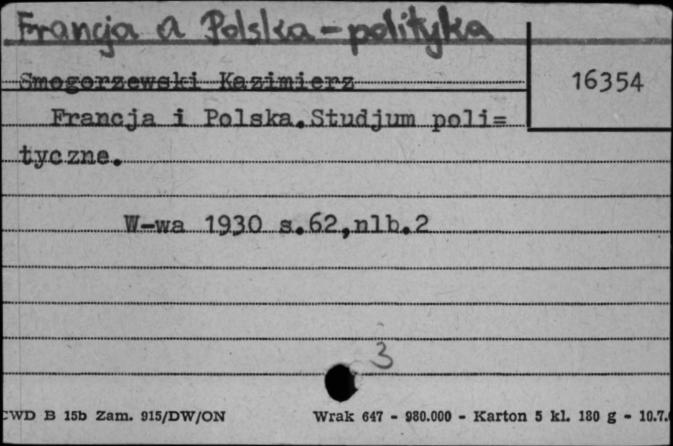 Francja a Polska - polityka
Smogorzewski Kazimierz
16354
Francja i Polska.Studjum poli=
tyczne.
W-wa 1930 s.62,nlb.2
3
CWD B 15b Zam. 915/DW/ON Wrak 647 - 980.000 - Karton 5 kl. 180 g - 10.7.